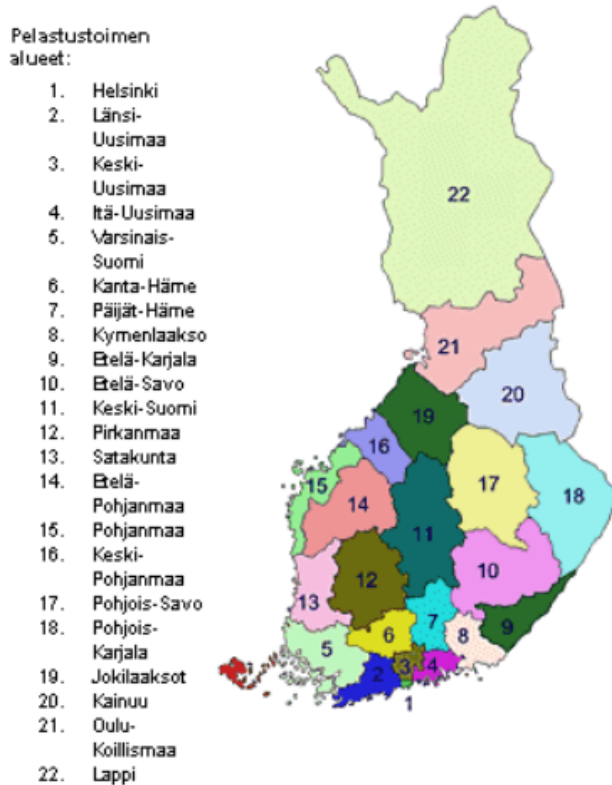 Pelastustoimen
alueet:
1. Helsinki
2. Länsi-
Uusimaa
3. Keski-
Uusimaa
4. Itä-Uusimaa
5. Varsinais-
Suomi
6. Kanta-Häme
7. Päijät-Häme
8. Kymenlaakso
9. Etelä-Karjala
10. Etelä-Savo
11. Keski-Suomi
12. Pirkanmaa
13. Satakunta
14. Etelä-
Pohjanmaa
15. Pohjanmaa
16. Keski-
Pohjanmaa
17. Pohjois-Savo
18. Pohjois-
Karjala
19. Jokilaaksot
20. Kainuu
21. Oulu-
Koillismaa
22. Lappi
22
21
20
19
16
17
18
15
14
11
12
10
13
7
9
6
8
5
3
4
2
1